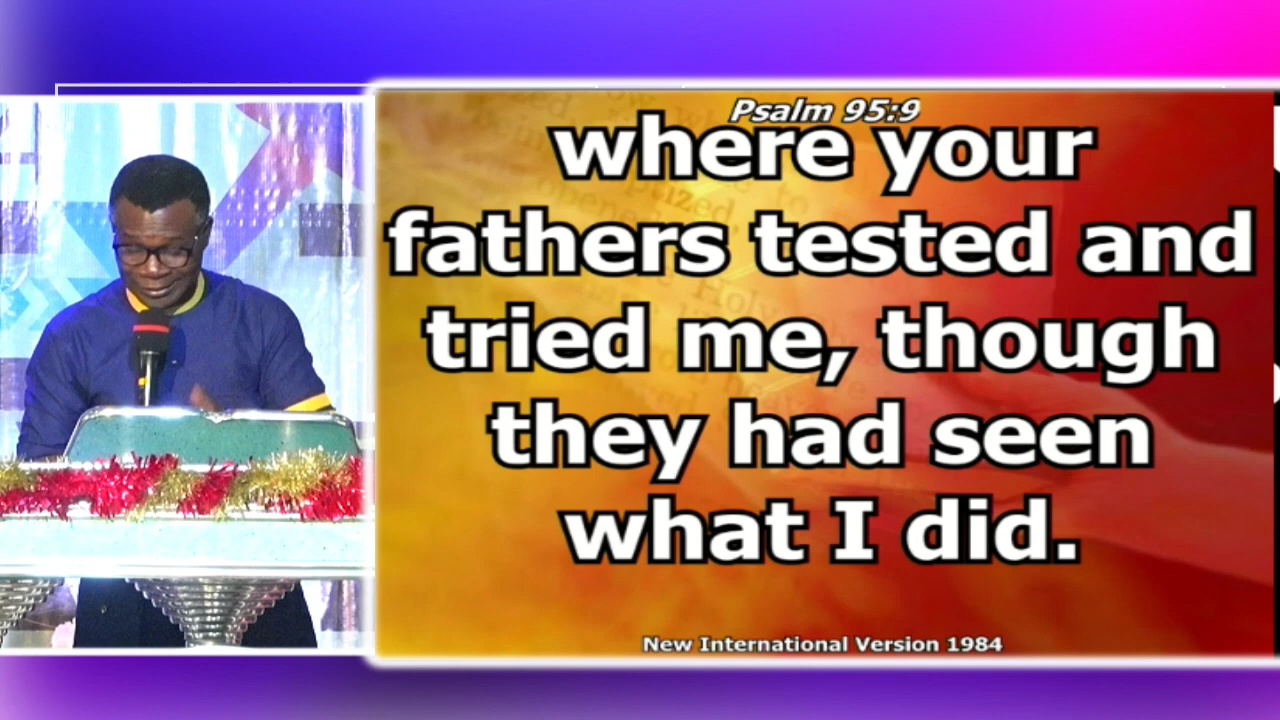 Psalm 95:9
where your
fathers tested and
tried me, though
they had seen
what I did.
New International Version 1984